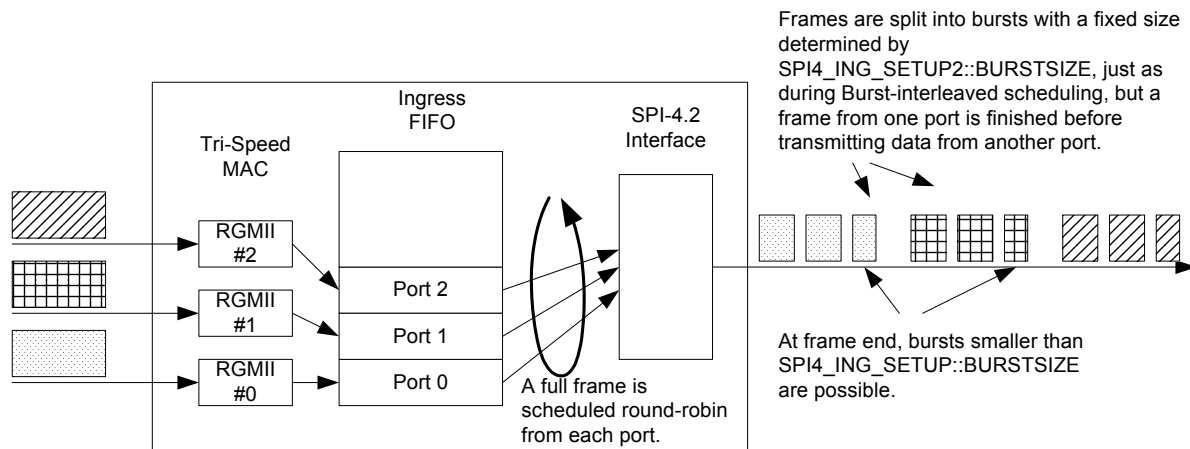 Frames are split into bursts with a fixed size
determined by
SPI4_ING_SETUP2::BURSTSIZE, just as
during Burst-interleaved scheduling, but a
frame from one port is finished before
transmitting data from another port.
Ingress
FIFO
SPI-4.2
Interface
Tri-Speed
MAC
RGMII
#2
RGMII
#1
RGMII
#0
Port 2
Port 1
Port 0
A full frame is
scheduled round-robin
from each port.
At frame end, bursts smaller than
SPI4_ING_SETUP::BURSTSIZE
are possible.